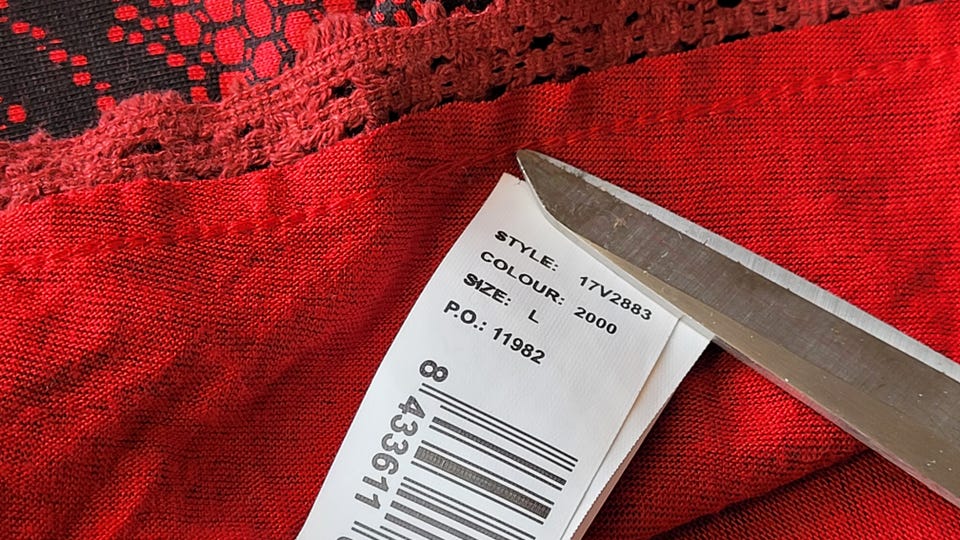 STYLE: 17V2883
COLOUR: 2000
SIZE: L
P.O.: 11982
8 433611